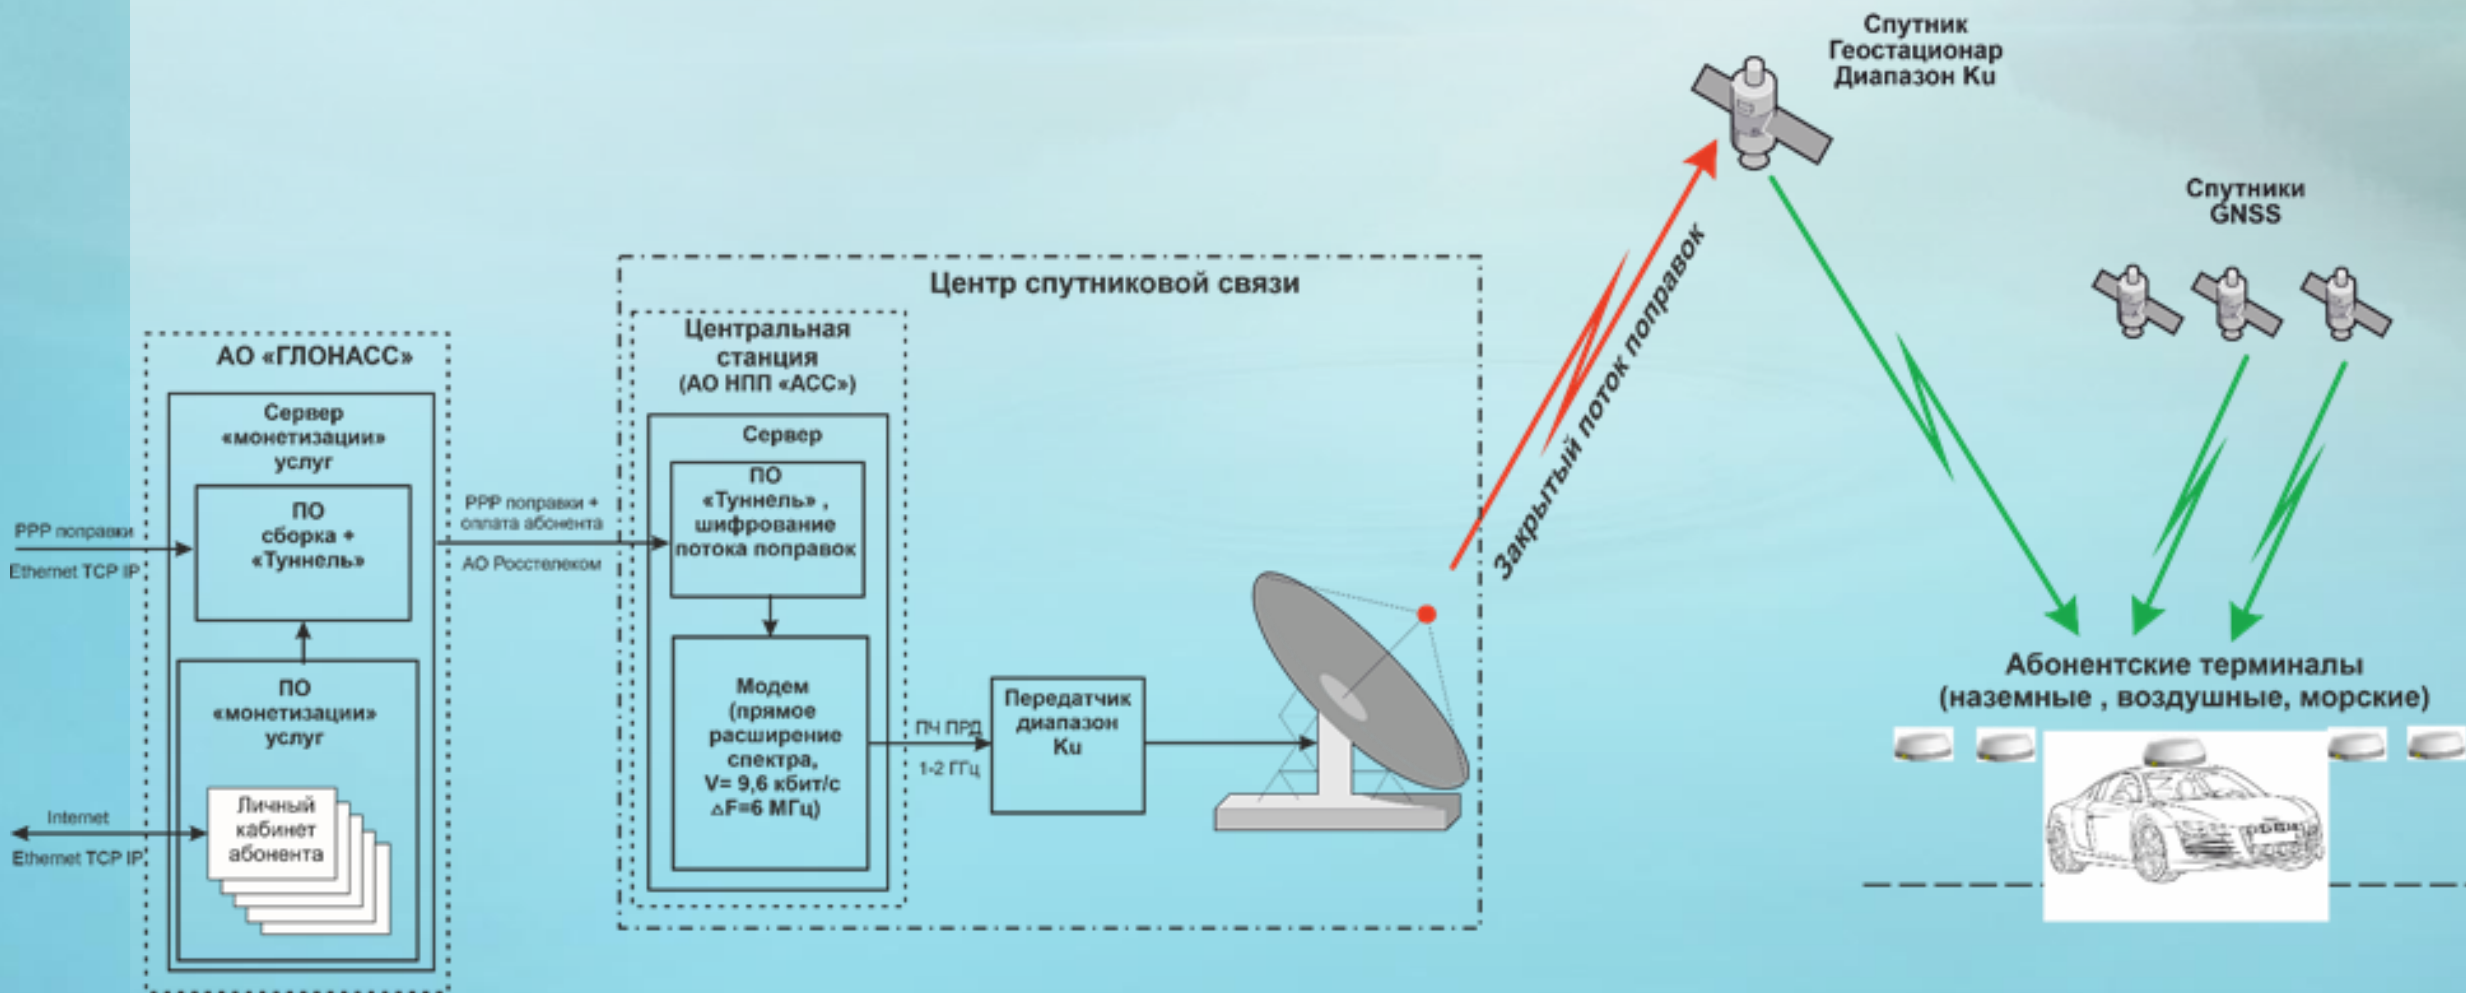 Спутник
Геостационар
Диапазон Ku
Спутники
GNSS
Центр спутниковой связи
Закрытый поток поправок
АО «ГЛОНАСС»
Сервер
«монетизации»
услуг
ПО
сборка +
«Туннель»
PPP поправки
Ethernet TCP IP
ПО
«монетизации»
услуг
Личный
кабинет
абонента
Internet
Ethernet TCP IP
PPP поправки +
оплата абонента
АО Росстелеком
Центральная
станция
(АО НПП «АСС»)
Сервер
ПО
«Туннель» ,
шифрование
потока поправок
Модем
(прямое
расширение
спектра,
V= 9,6 кбит/с
△F=6 МГц)
ПЧ ПРД
1-2 ГГц
Передатчик
диапазон
Ku
Абонентские терминалы
(наземные , воздушные, морские)